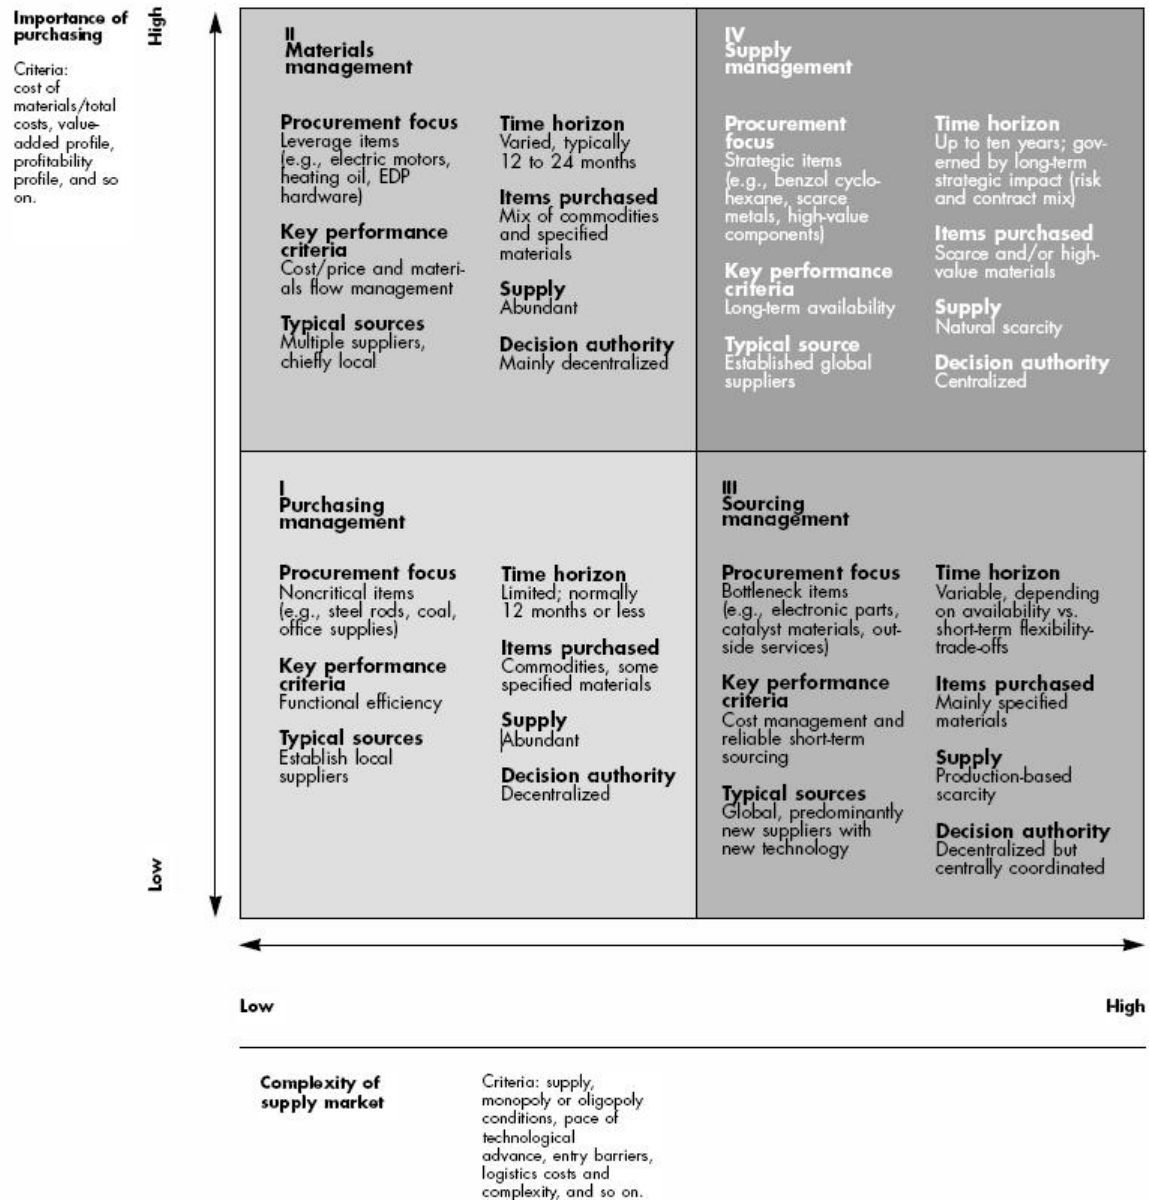 Importance of
purchasing
Criteria:
cost of
materials/total
costs, value-
added profile,
profitability
profile, and so
on.
High
Low
II
Materials
management
Procurement focus
Leverage items
(e.g., electric motors,
heating oil, EDP
hardware)
Key performance
criteria
Cost/price and materi-
als flow management
Typical sources
Multiple suppliers,
chiefly local
Time horizon
Varied, typically
12 to 24 months
Items purchased
Mix of commodities
and specified
materials
Supply
Abundant
Decision authority
Mainly decentralized
IV
Supply
management
Procurement
focus
Strategic items
(e.g., benzol cyclo-
hexane, scarce
metals, high-value
components)
Key performance
criteria
Long-term availability
Typical source
Established global
suppliers
Time horizon
Up to ten years; gov-
erned by long-term
strategic impact (risk
and contract mix)
Items purchased
Scarce and/or high-
value materials
Supply
Natural scarcity
Decision authority
Centralized
I
Purchasing
management
Procurement focus
Noncritical items
(e.g., steel rods, coal,
office supplies)
Key performance
criteria
Functional efficiency
Typical sources
Establish local
suppliers
Time horizon
Limited; normally
12 months or less
Items purchased
Commodities, some
specified materials
Supply
Abundant
Decision authority
Decentralized
III
Sourcing
management
Procurement focus
Bottleneck items
(e.g., electronic parts,
catalyst materials, out-
side services)
Key performance
criteria
Cost management and
reliable short-term
sourcing
Typical sources
Global, predominantly
new suppliers with
new technology
Time horizon
Variable, depending
on availability vs.
short-term flexibility-
trade-offs
Items purchased
Mainly specified
materials
Supply
Production-based
scarcity
Decision authority
Decentralized but
centrally coordinated
Low
High
Complexity of
supply market
Criteria: supply,
monopoly or oligopoly
conditions, pace of
technological
advance, entry barriers,
logistics costs and
complexity, and so on.